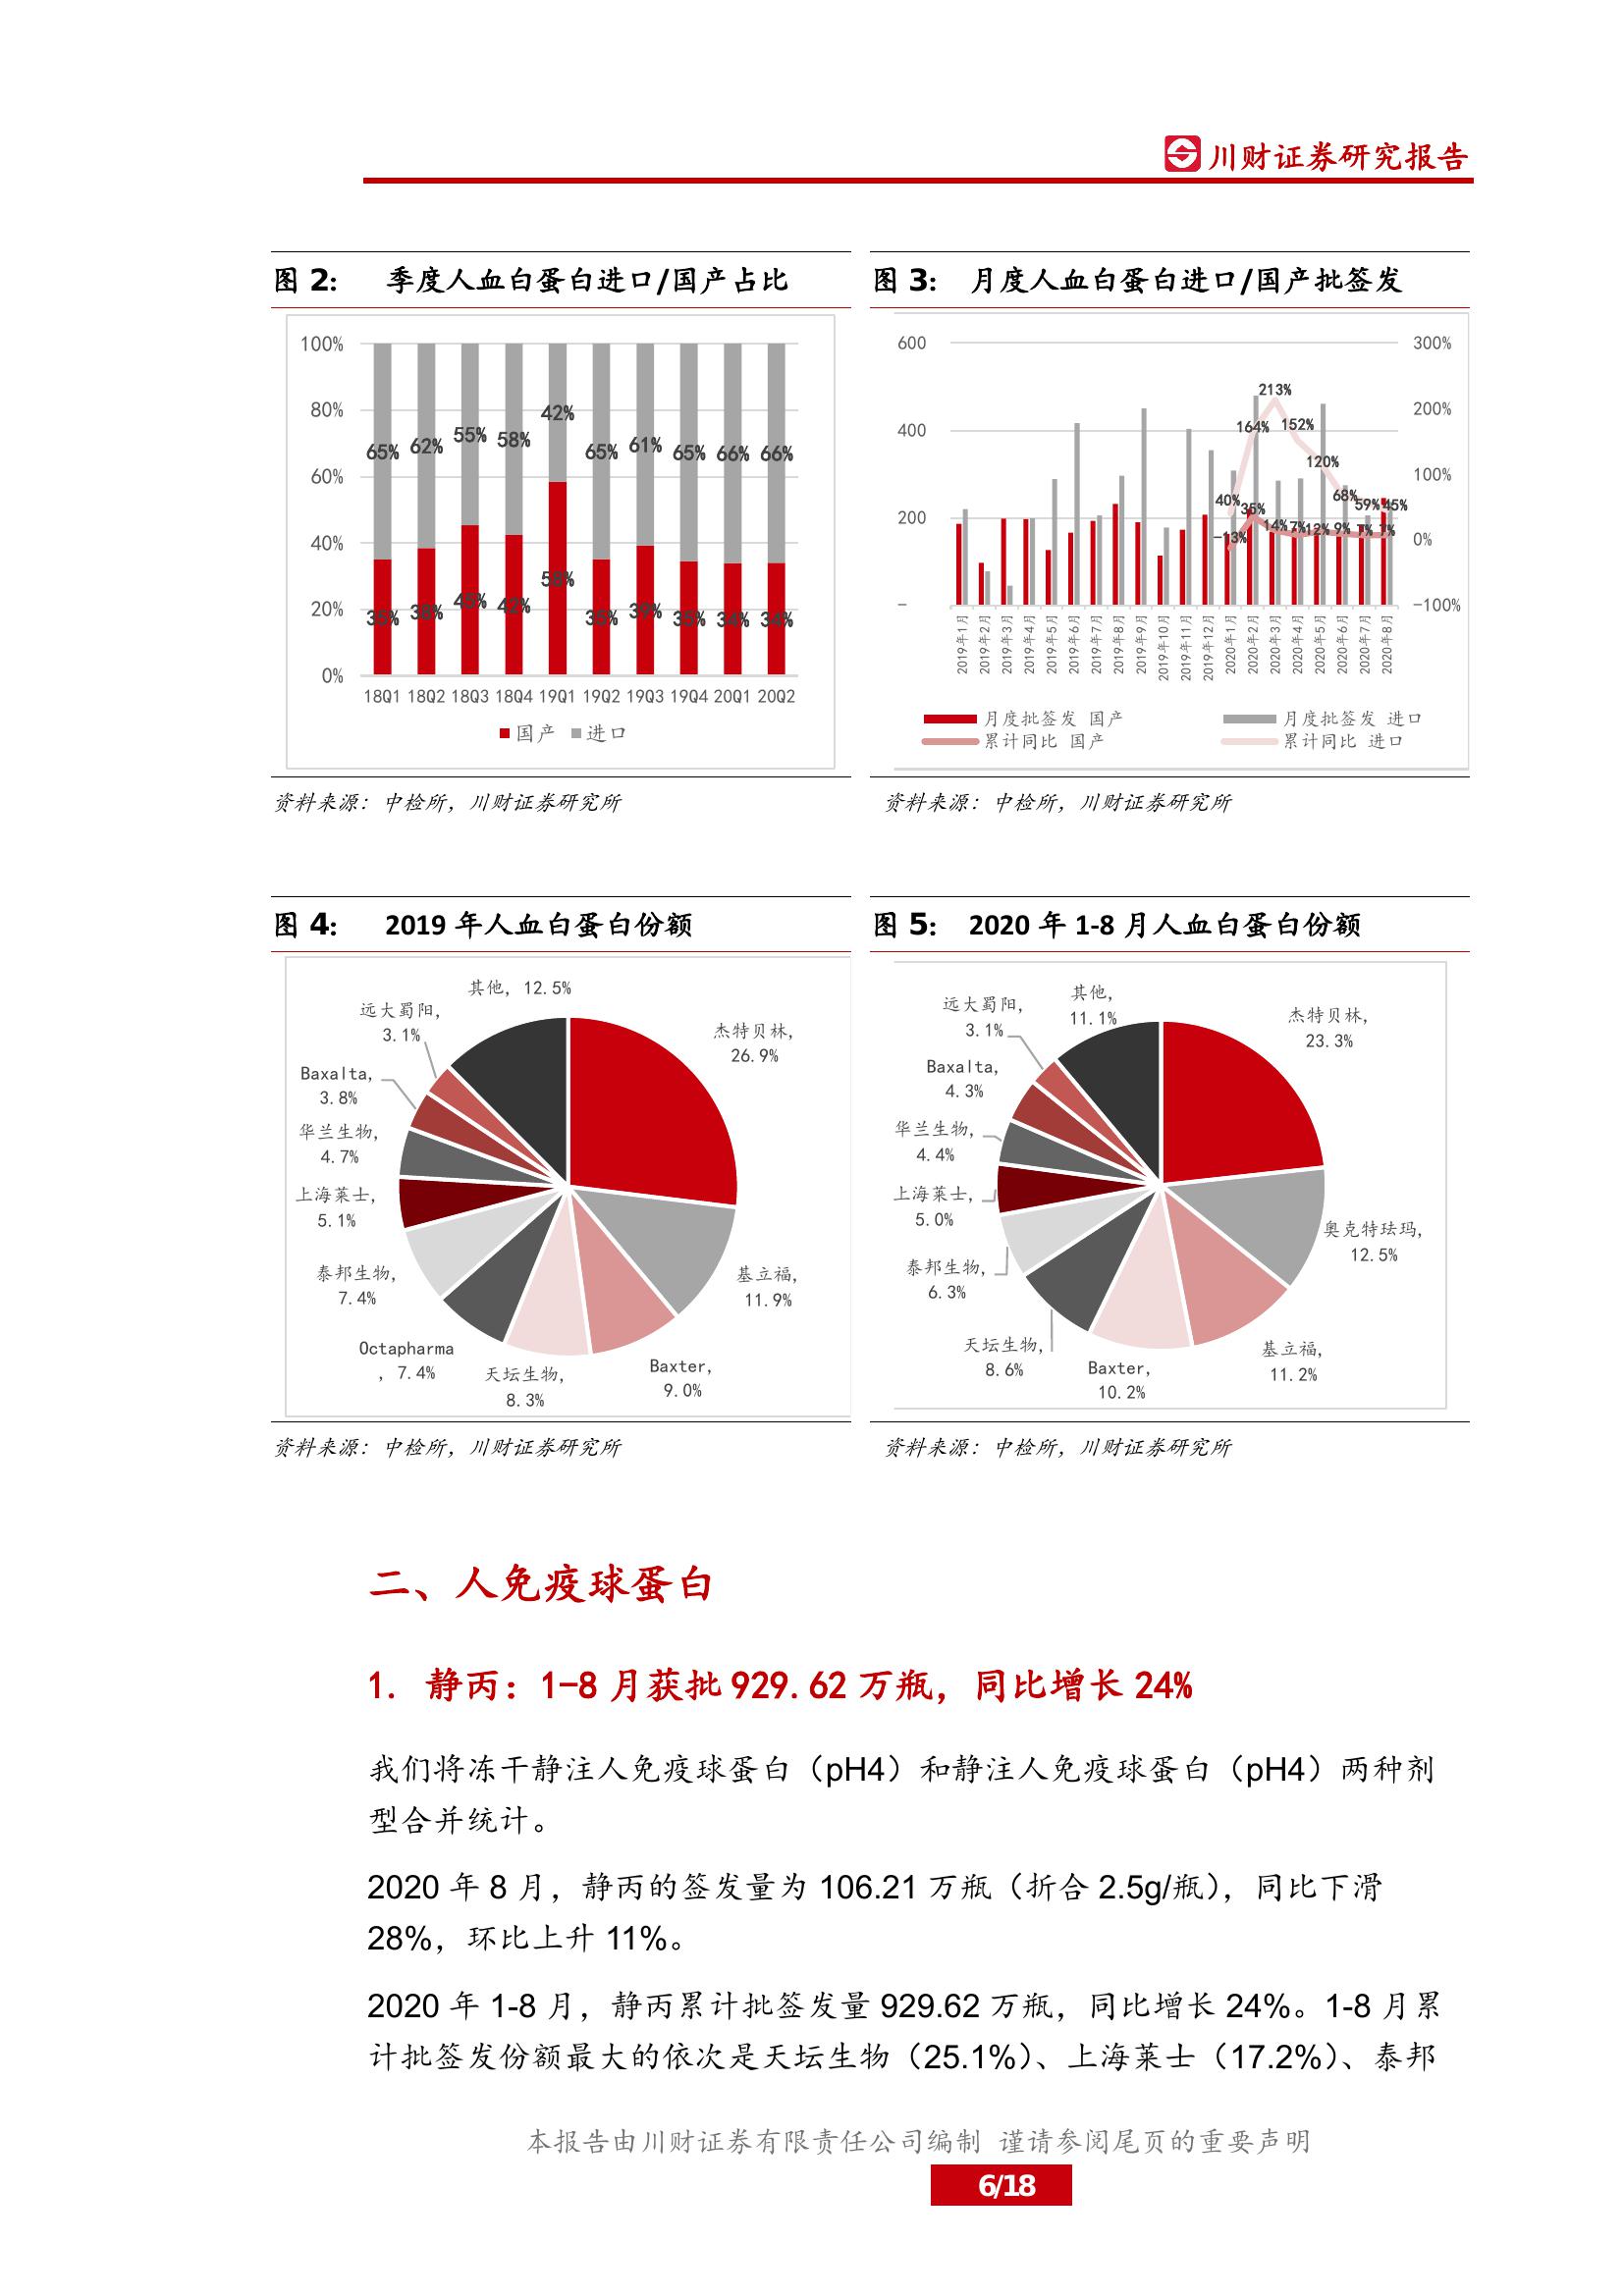 川财证券研究报告
图 2: 季度人血白蛋白进口/国产占比
100%
80%
60%
40%
20%
0%
65% 62% 55% 58% 42% 65% 61% 65% 66% 66%
35% 38% 45% 42% 58% 35% 39% 35% 34% 34%
18Q1 18Q2 18Q3 18Q4 19Q1 19Q2 19Q3 19Q4 20Q1 20Q2
国产 进口
资料来源：中检所，川财证券研究所
图 3: 月度人血白蛋白进口/国产批签发
600
400
200
-
300%
200%
100%
0%
-100%
40% 164% 213% 152% 120% 68% 59% 45%
-13% 35% 14% 7% 12% 9% 7% 7%
2019年1月
2019年2月
2019年3月
2019年4月
2019年5月
2019年6月
2019年7月
2019年8月
2019年9月
2019年10月
2019年11月
2019年12月
2020年1月
2020年2月
2020年3月
2020年4月
2020年5月
2020年6月
2020年7月
2020年8月
月度批签发 国产 月度批签发 进口
累计同比 国产 累计同比 进口
资料来源：中检所，川财证券研究所
图 4: 2019 年人血白蛋白份额
杰特贝林,
26.9%
基立福,
11.9%
Baxter,
9.0%
天坛生物,
8.3%
Octapharma
, 7.4%
泰邦生物,
7.4%
上海莱士,
5.1%
华兰生物,
4.7%
Baxalta,
3.8%
远大蜀阳,
3.1%
其他, 12.5%
资料来源：中检所，川财证券研究所
图 5: 2020 年 1-8 月人血白蛋白份额
杰特贝林,
23.3%
奥克特珐玛,
12.5%
基立福,
11.2%
Baxter,
10.2%
天坛生物,
8.6%
泰邦生物,
6.3%
上海莱士,
5.0%
华兰生物,
4.4%
Baxalta,
4.3%
远大蜀阳,
3.1%
其他,
11.1%
资料来源：中检所，川财证券研究所
二、人免疫球蛋白
1. 静丙：1-8 月获批 929.62 万瓶，同比增长 24%
我们将冻干静注人免疫球蛋白（pH4）和静注人免疫球蛋白（pH4）两种剂
型合并统计。
2020 年 8 月，静丙的签发量为 106.21 万瓶（折合 2.5g/瓶），同比下滑
28%，环比上升 11%。
2020 年 1-8 月，静丙累计批签发量 929.62 万瓶，同比增长 24%。1-8 月累
计批签发份额最大的依次是天坛生物（25.1%）、上海莱士（17.2%）、泰邦
本报告由川财证券有限责任公司编制 谨请参阅尾页的重要声明
6/18